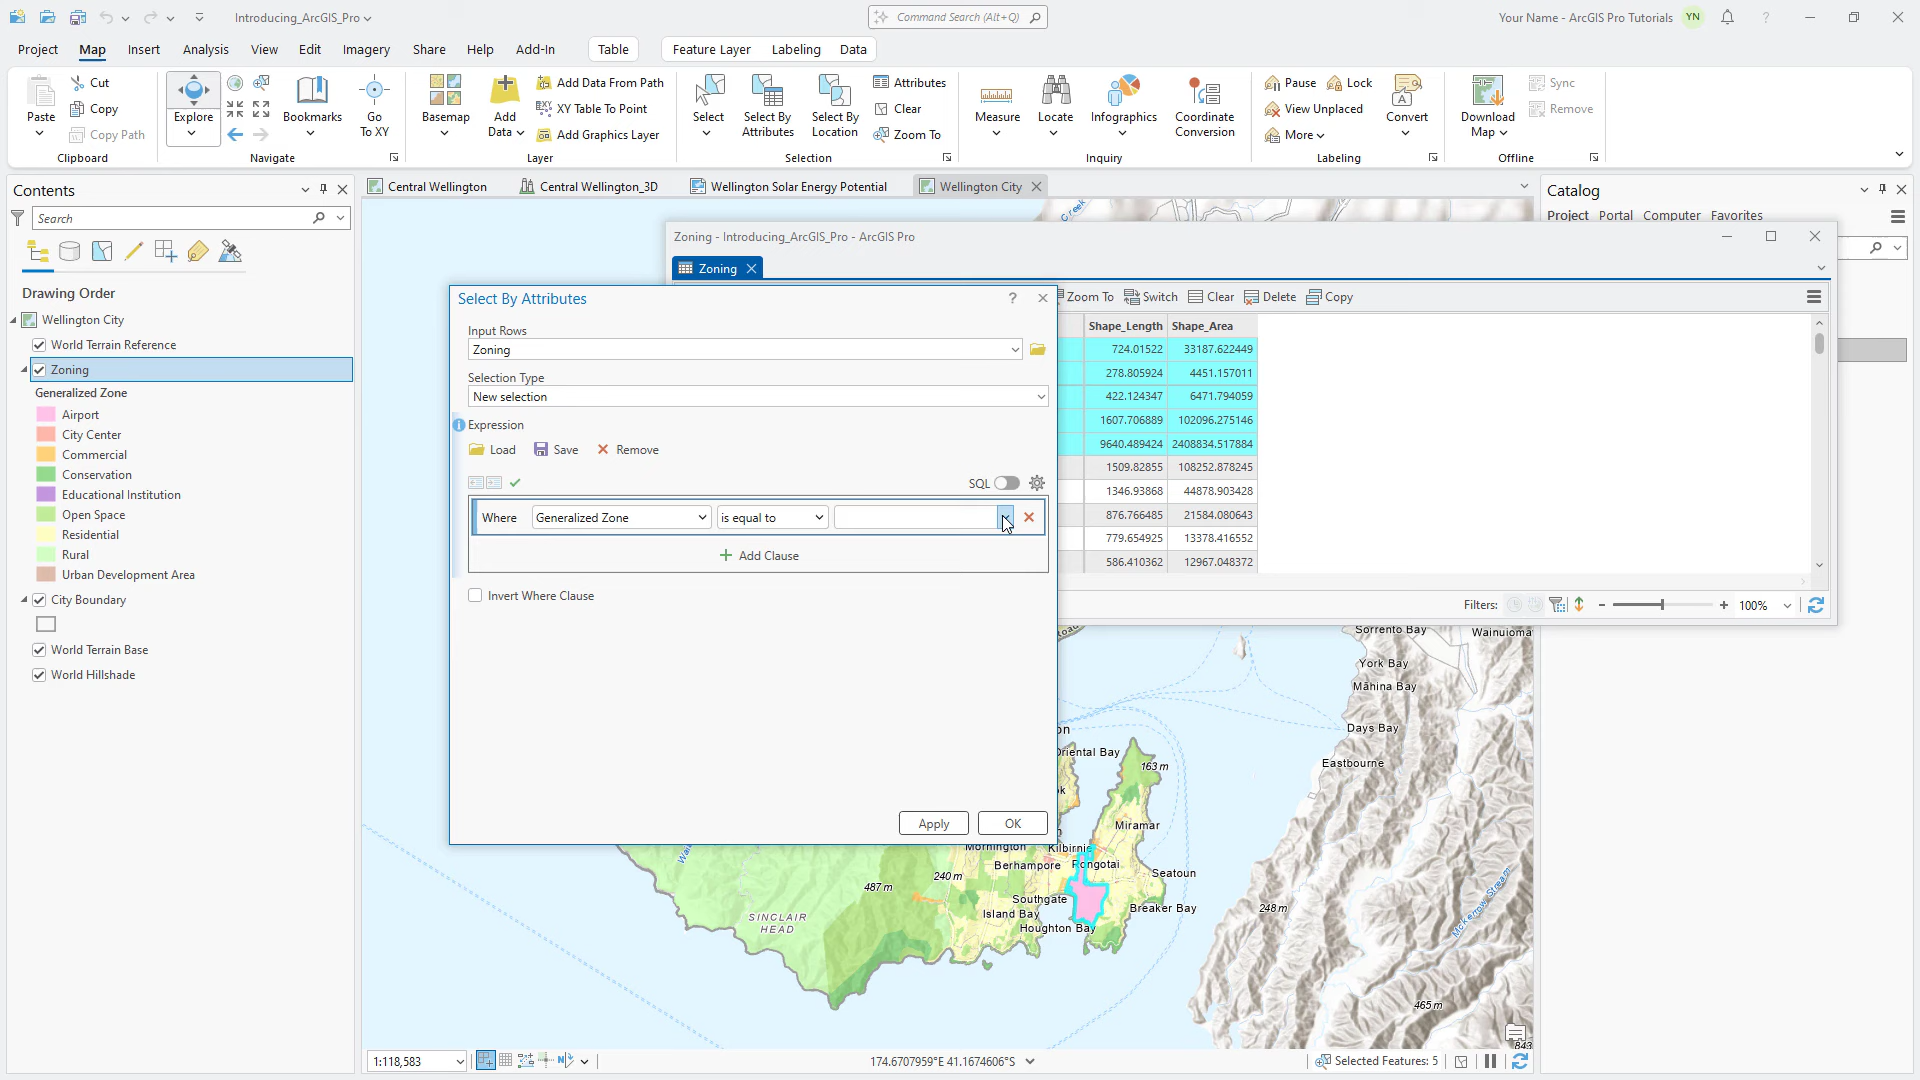 Introducing_ArcGIS_Pro
Command Search (Alt+Q)
Your Name - ArcGIS Pro Tutorials
YN
?
Project
Map
Insert
Analysis
View
Edit
Imagery
Share
Help
Add-In
Table
Feature Layer
Labeling
Data
Paste
Cut
Copy
Copy Path
Clipboard
Explore
Bookmarks
Go
To XY
Navigate
Basemap
Add
Data
Add Data From Path
XY Table To Point
Add Graphics Layer
Layer
Select
Select By
Attributes
Select By
Location
Attributes
Clear
Zoom To
Selection
Measure
Locate
Infographics
Coordinate
Conversion
Inquiry
Pause
Lock
View Unplaced
More
Labeling
Convert
Download
Map
Sync
Remove
Offline
Contents
Search
Drawing Order
Wellington City
World Terrain Reference
Zoning
Generalized Zone
Airport
City Center
Commercial
Conservation
Educational Institution
Open Space
Residential
Rural
Urban Development Area
City Boundary
World Terrain Base
World Hillshade
Central Wellington
Central Wellington_3D
Wellington Solar Energy Potential
Wellington City
Catalog
Project
Portal
Computer
Favorites
Creek
Zoning - Introducing_ArcGIS_Pro - ArcGIS Pro
Zoning
Zoom To
Switch
Clear
Delete
Copy
Shape_Length Shape_Area
724.01522 33187.622449
278.805924 4451.157011
422.124347 6471.794059
1607.706889 102096.275146
9640.489424 2408834.517884
1509.82855 108252.878245
1346.93868 44878.903428
876.766485 21584.080643
779.654925 13378.416552
586.410362 12967.048372
Filters:
100%
Select By Attributes
?
Input Rows
Zoning
Selection Type
New selection
Expression
Load
Save
Remove
SQL
Where
Generalized Zone
is equal to
Add Clause
Invert Where Clause
Apply
OK
Sorrento Bay
Wainuioma
York Bay
Māhina Bay
Days Bay
Eastbourne
Oriental Bay
163 m
Miramar
Mornington
Kilbirnie
Berhampore
Rongotai
Seatoun
240 m
487 m
Southgate
Island Bay
Breaker Bay
Houghton Bay
SINCLAIR
HEAD
248 m
McKerrow Stream
465 m
843
1:118,583
174.6707959°E 41.1674606°S
Selected Features: 5